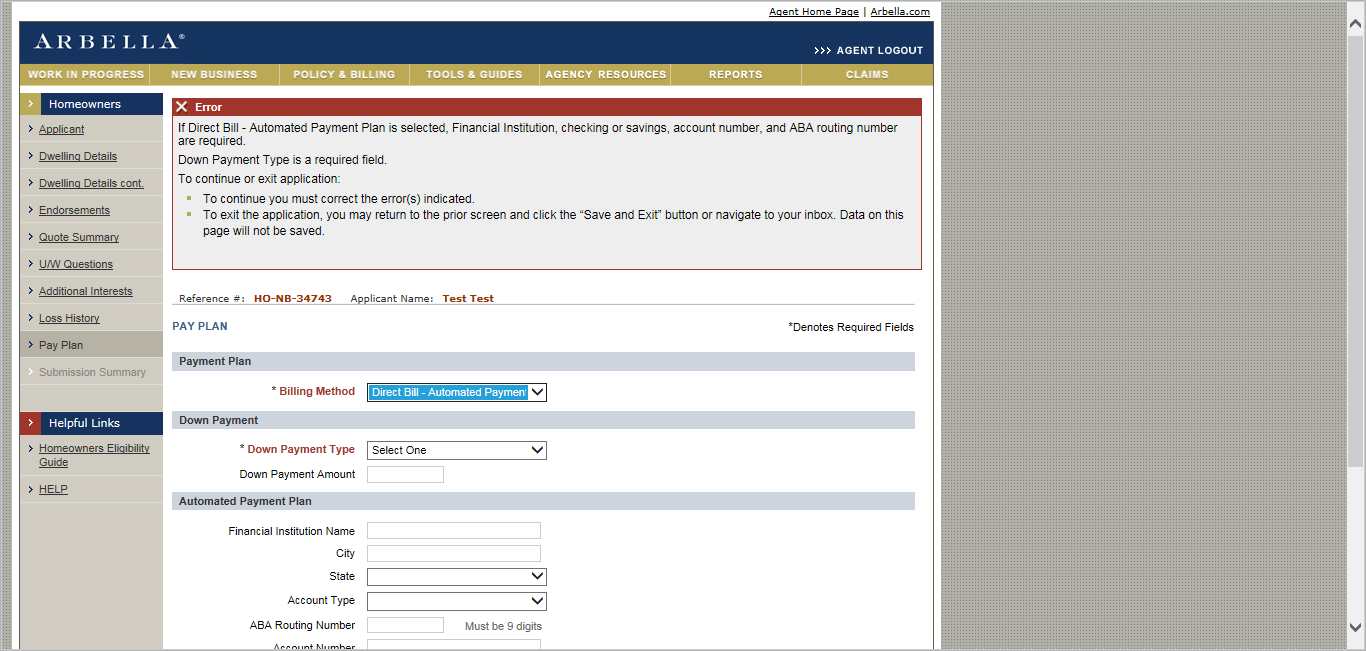 Agent Home Page | Arbella.com
ARBELLA®
>>> AGENT LOGOUT
WORK IN PROGRESS NEW BUSINESS POLICY & BILLING TOOLS & GUIDES AGENCY RESOURCES REPORTS CLAIMS
Homeowners
Applicant
Dwelling Details
Dwelling Details cont.
Endorsements
Quote Summary
U/W Questions
Additional Interests
Loss History
Pay Plan
Submission Summary
Helpful Links
Homeowners Eligibility
Guide
HELP
Error
If Direct Bill - Automated Payment Plan is selected, Financial Institution, checking or savings, account number, and ABA routing number
are required.
Down Payment Type is a required field.
To continue or exit application:
To continue you must correct the error(s) indicated.
To exit the application, you may return to the prior screen and click the “Save and Exit” button or navigate to your inbox. Data on this
page will not be saved.
Reference #: HO-NB-34743 Applicant Name: Test Test
PAY PLAN
*Denotes Required Fields
Payment Plan
* Billing Method Direct Bill - Automated Payment
Down Payment
* Down Payment Type Select One
Down Payment Amount
Automated Payment Plan
Financial Institution Name
City
State
Account Type
ABA Routing Number Must be 9 digits
Account Number